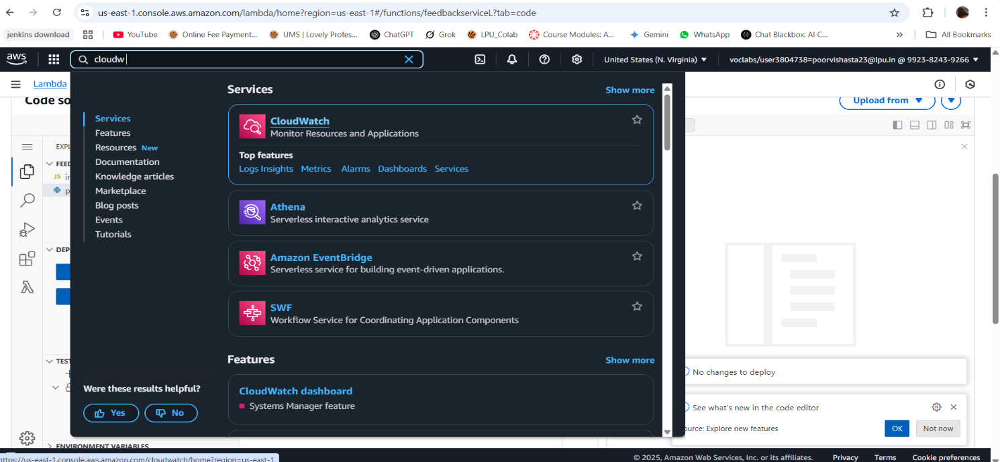 us-east-1.console.aws.amazon.com/lambda/home?region=us-east-1#/functions/feedbackserviceL?tab=code
jenkins download YouTube Online Fee Payment... UMS | Lovely Profes... ChatGPT Grok LPU_Colab Course Modules: A... Gemini WhatsApp Chat Blackbox: AI C... » All Bookmarks
aws cloudw United States (N. Virginia) voclabs/user3804738=poorvishasta23@lpu.in @ 9923-8243-9266
Lambda
Code so
Upload from
Services
Features
Resources New
Documentation
Knowledge articles
Marketplace
Blog posts
Events
Tutorials
Were these results helpful?
Yes No
Services Show more
CloudWatch
Monitor Resources and Applications
Top features
Logs Insights Metrics Alarms Dashboards Services
Athena
Serverless interactive analytics service
Amazon EventBridge
Serverless service for building event-driven applications.
SWF
Workflow Service for Coordinating Application Components
Features Show more
CloudWatch dashboard
Systems Manager feature
EXPL
FEED
JS in
p
DEP
TEST
ENVIRONMENT VARIABLES
No changes to deploy
See what's new in the code editor
ource: Explore new features
OK Not now
https://us-east-1.console.aws.amazon.com/cloudwatch/home?region=us-east-1
© 2025, Amazon Web Services, Inc. or its affiliates. Privacy Terms Cookie preferences